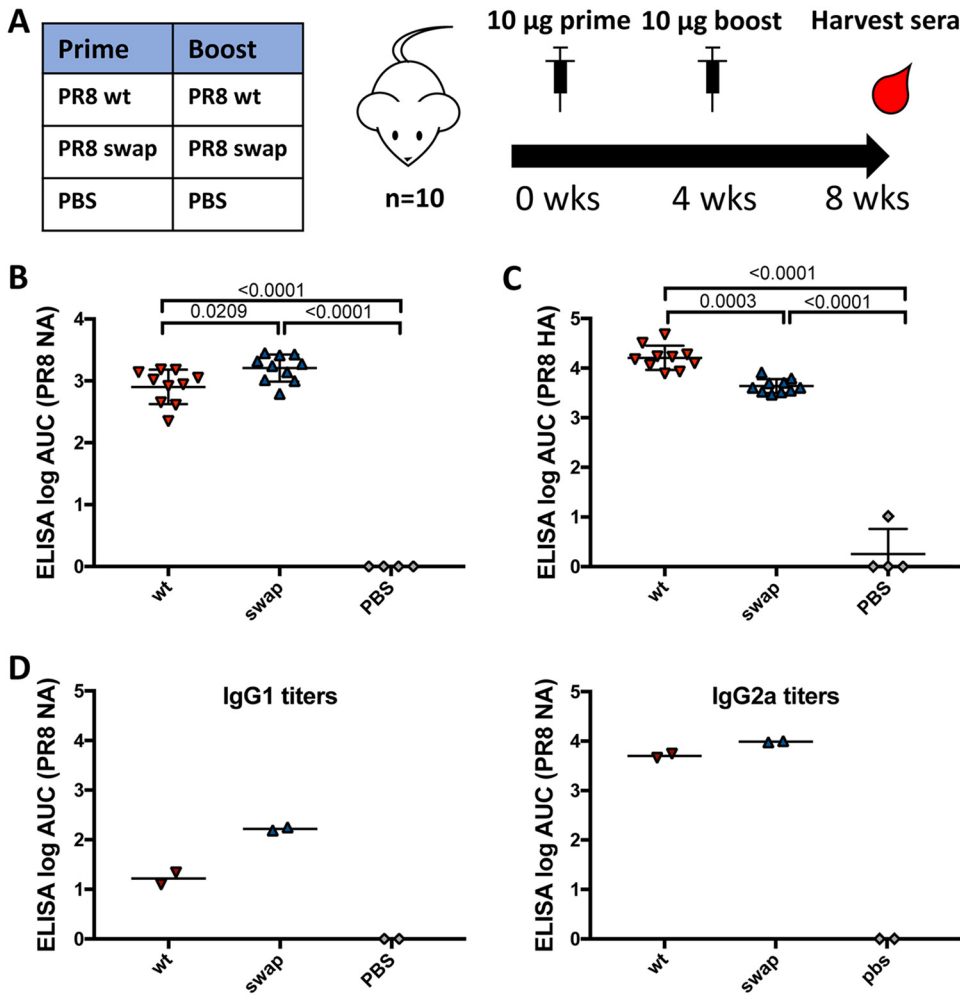 A
Prime Boost
PR8 wt PR8 wt
PR8 swap PR8 swap
PBS PBS
n=10
10 µg prime 10 µg boost Harvest sera
0 wks 4 wks 8 wks
B
ELISA log AUC (PR8 NA)
<0.0001
0.0209 <0.0001
4
3
2
1
0
wt swap PBS
C
ELISA log AUC (PR8 HA)
<0.0001
0.0003 <0.0001
5
4
3
2
1
0
wt swap PBS
D
ELISA log AUC (PR8 NA)
IgG1 titers
5
4
3
2
1
0
wt swap PBS
ELISA log AUC (PR8 NA)
IgG2a titers
5
4
3
2
1
0
wt swap pbs